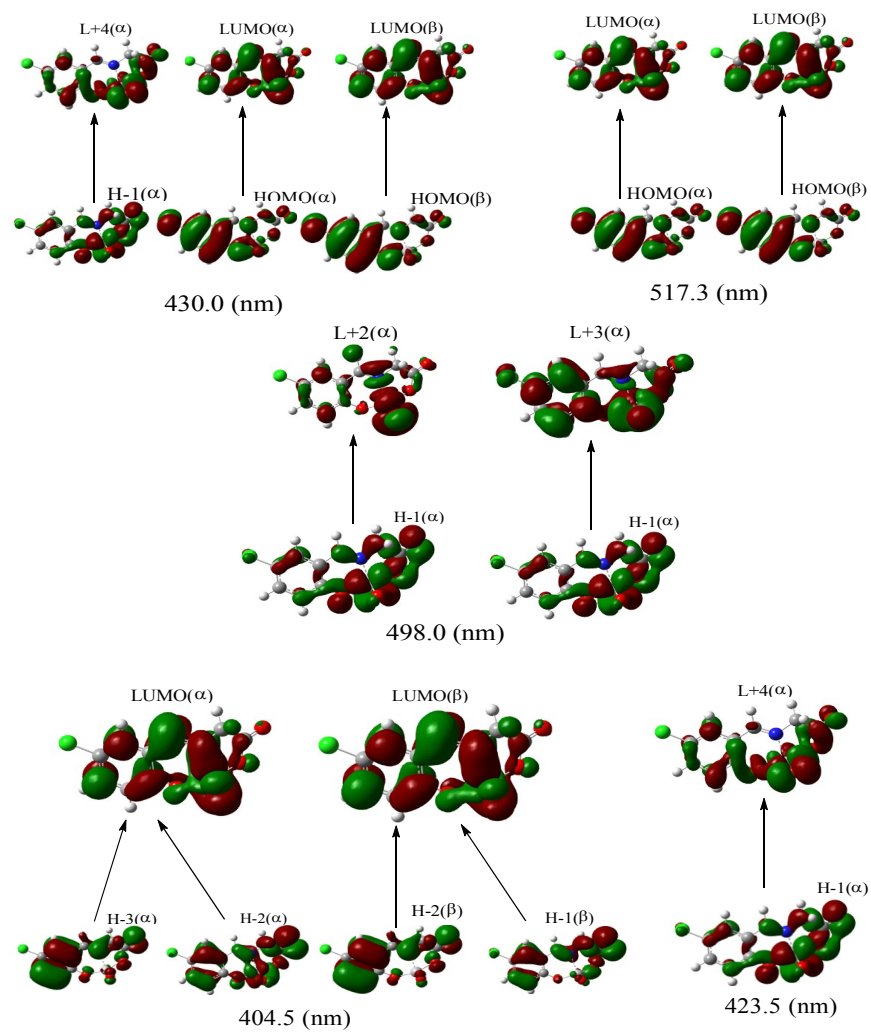 L+4(α) LUMO(α) LUMO(β) LUMO(α) LUMO(β)
H-1(α) HOMO(α) HOMO(β) HOMO(α) HOMO(β)
430.0 (nm) 517.3 (nm)
L+2(α) L+3(α)
H-1(α) H-1(α)
498.0 (nm)
LUMO(α) LUMO(β) L+4(α)
H-3(α) H-2(α) H-2(β) H-1(β) H-1(α)
404.5 (nm) 423.5 (nm)